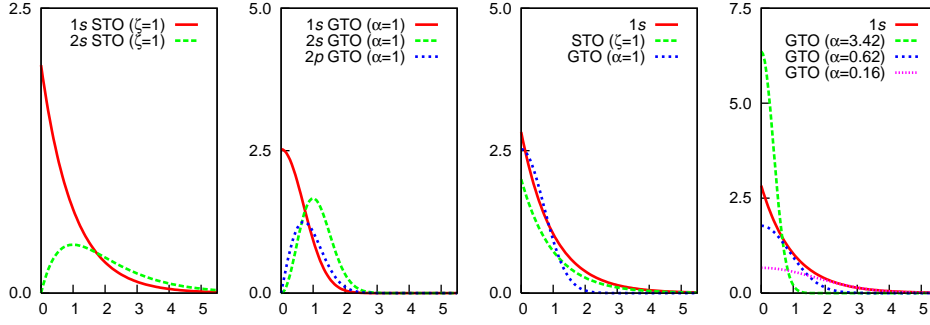 2.5
0.0
0 1 2 3 4 5
1s STO (ζ=1)
2s STO (ζ=1)
5.0
2.5
0.0
0 1 2 3 4 5
1s GTO (α=1)
2s GTO (α=1)
2p GTO (α=1)
5.0
2.5
0.0
0 1 2 3 4 5
1s
STO (ζ=1)
GTO (α=1)
7.5
5.0
2.5
0.0
0 1 2 3 4 5
1s
GTO (α=3.42)
GTO (α=0.62)
GTO (α=0.16)